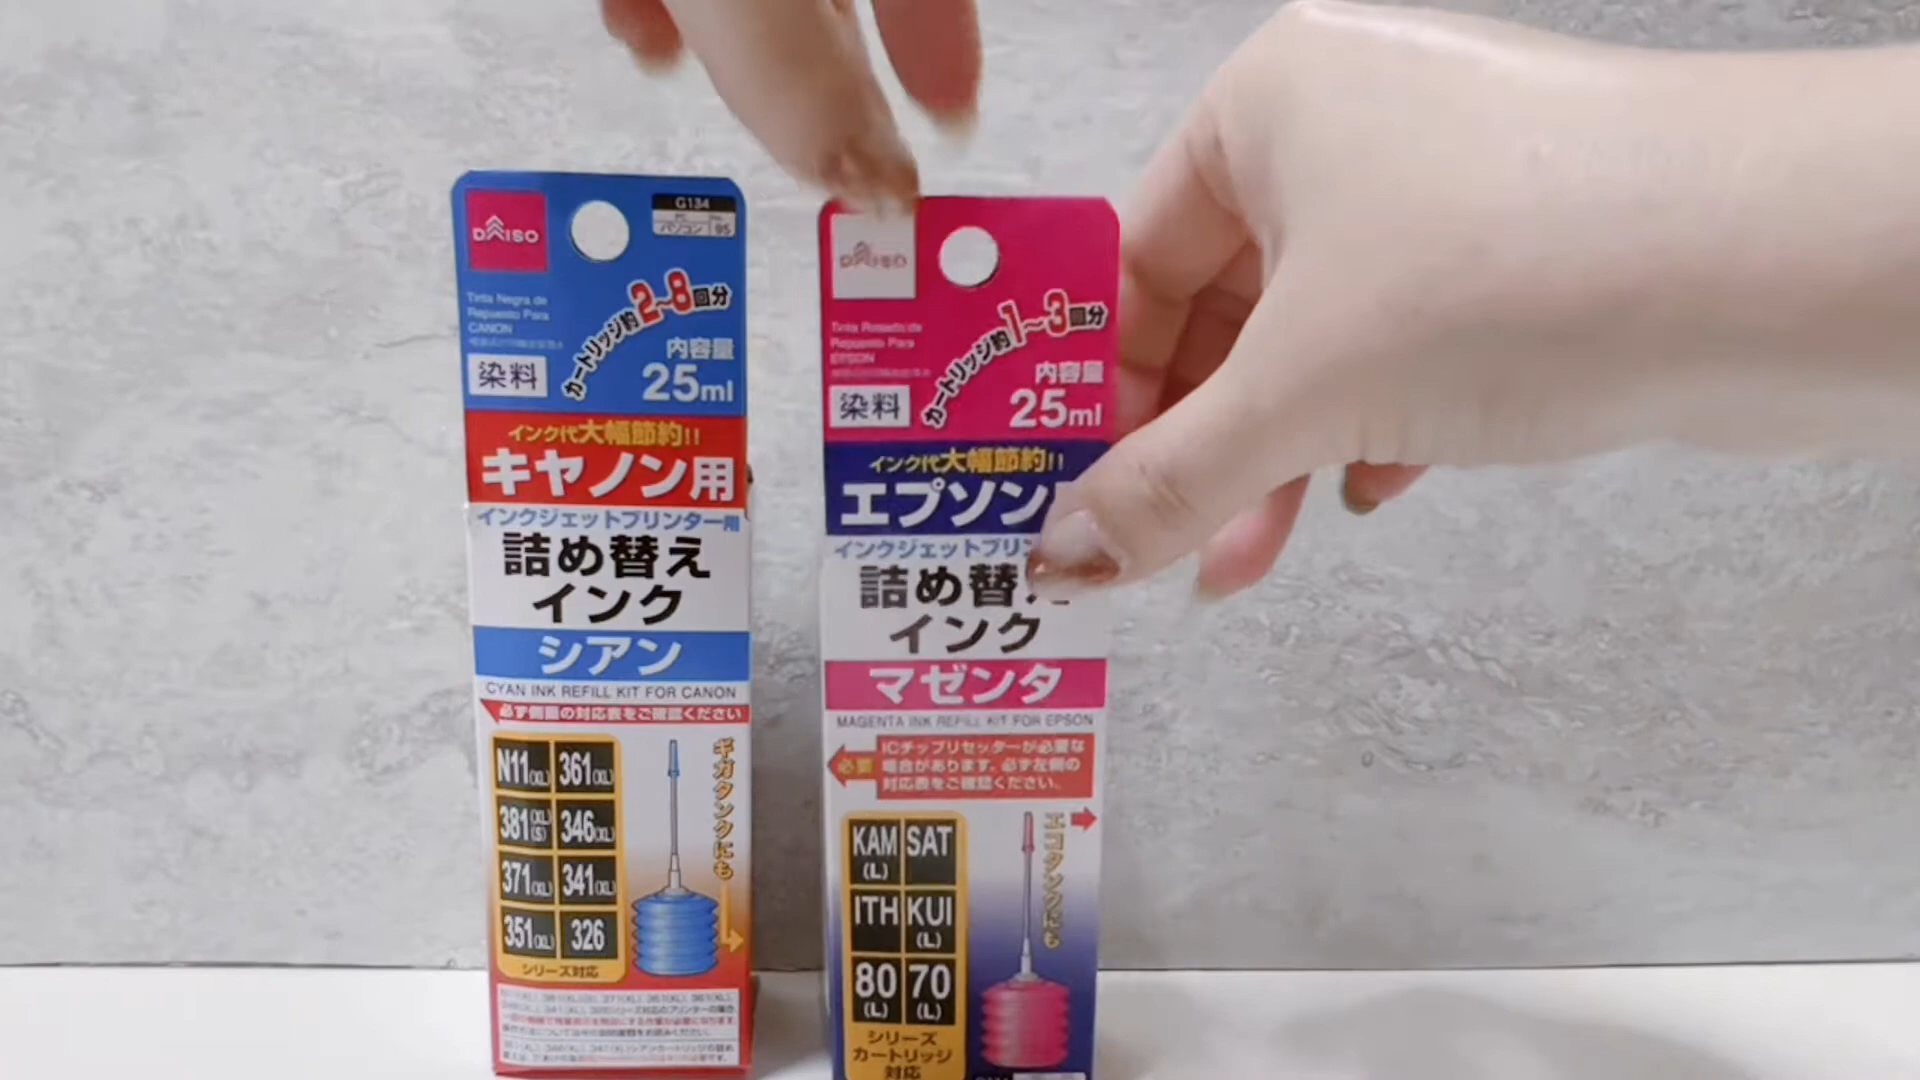 DAISO
G134
PC
No.
パソコン
95
カートリッジ約2~8回分
Tinta Negra de
Repuesto Para
CANON
内容量
25ml
染料
インク代大幅節約!!
キヤノン用
インクジェットプリンター用
詰め替え
インク
シアン
CYAN INK REFILL KIT FOR CANON
必ず側面の対応表をご確認ください
N11(XL) 361(XL)
381(XL)(S) 346(XL)
371(XL) 341(XL)
351(XL) 326
シリーズ対応
ギガタンクにも
DAISO
カートリッジ約1~3回分
Tinta Rosado de
Repuesto Para
EPSON
内容量
25ml
染料
インク代大幅節約!!
エプソン
インクジェットプリン
詰め替え
インク
マゼンタ
MAGENTA INK REFILL KIT FOR EPSON
必要
ICチップリセッターが必要な
場合があります。必ず左側の
対応表をご確認ください。
KAM(L) SAT
ITH KUI(L)
80(L) 70(L)
シリーズ
カートリッジ
対応
エコタンクにも